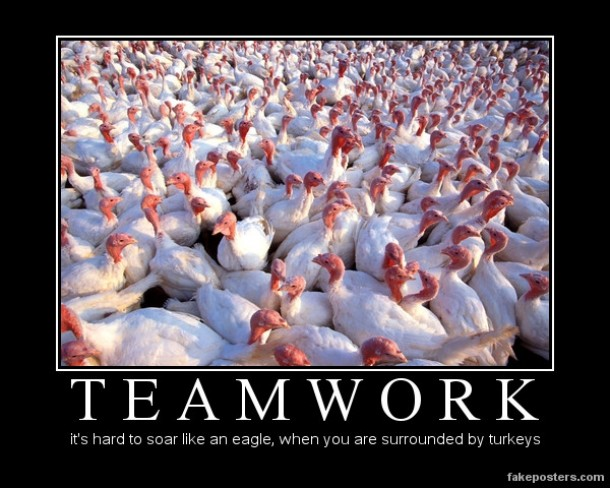 TEAMWORK
it's hard to soar like an eagle, when you are surrounded by turkeys
fakeposters.com